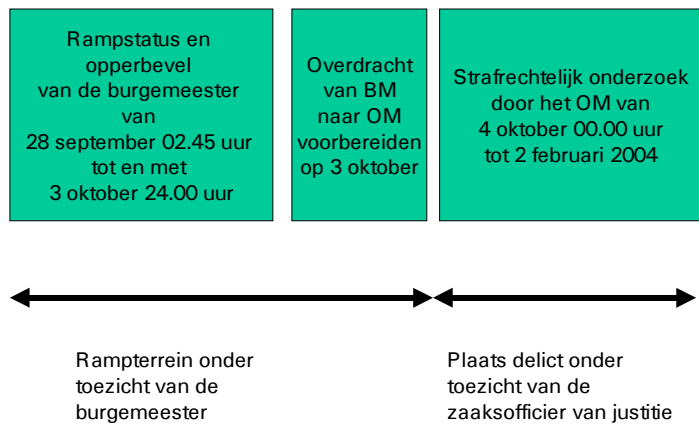 Rampstatus en
opperbevel
van de burgemeester
van
28 september 02.45 uur
tot en met
3 oktober 24.00 uur
Overdracht
van BM
naar OM
voorbereiden
op 3 oktober
Strafrechtelijk onderzoek
door het OM van
4 oktober 00.00 uur
tot 2 februari 2004
Rampterrein onder
toezicht van de
burgemeester
Plaats delict onder
toezicht van de
zaaksofficier van justitie